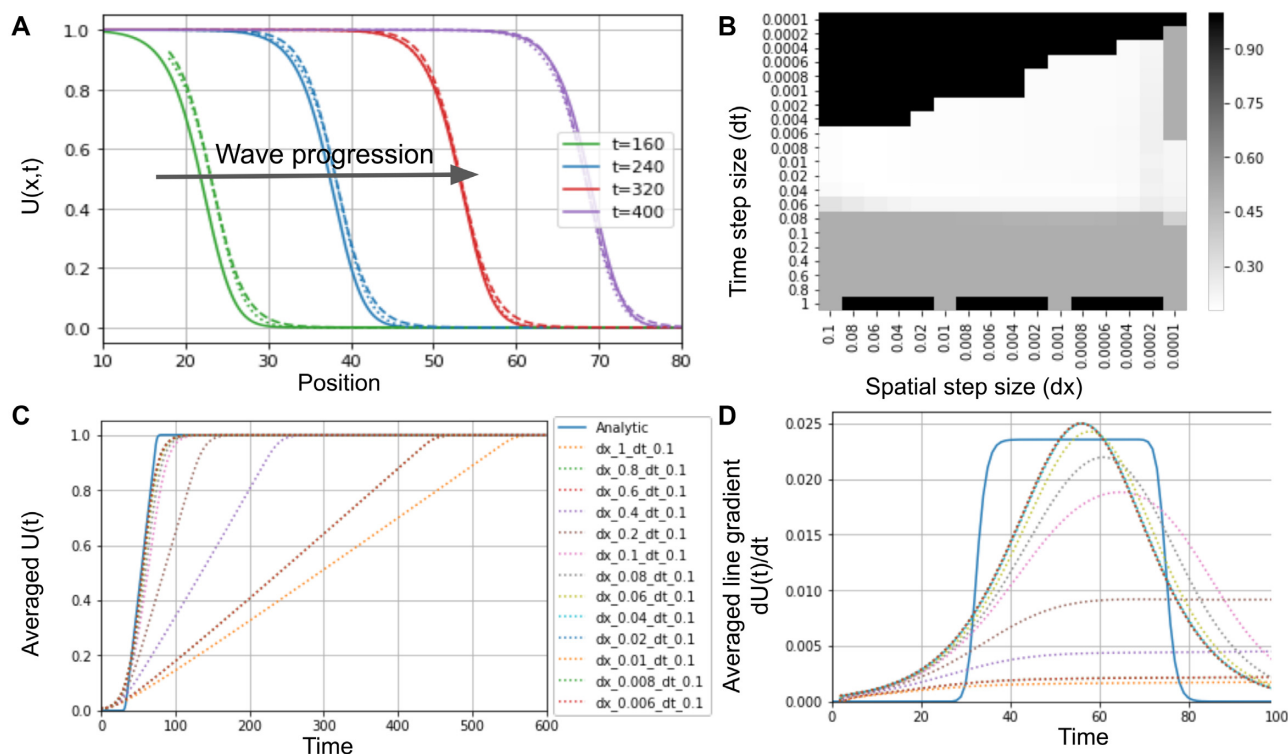 A
U(x,t)
1.0
0.8
0.6
0.4
0.2
0.0
Wave progression
t=160
t=240
t=320
t=400
10 20 30 40 50 60 70 80
Position
B
Time step size (dt)
0.0001
0.0002
0.0006
0.0008
0.001
0.002
0.004
0.006
0.008
0.01
0.02
0.04
0.06
0.08
0.1
0.2
0.4
0.6
0.8
1
0.1 0.08 0.06 0.04 0.02 0.01 0.008 0.006 0.004 0.002 0.001 0.0008 0.0006 0.0004 0.0002 0.0001
Spatial step size (dx)
0.90
0.75
0.60
0.45
0.30
C
Averaged U(t)
1.0
0.8
0.6
0.4
0.2
0.0
0 100 200 300 400 500 600
Time
Analytic
dx_1_dt_0.1
dx_0.8_dt_0.1
dx_0.6_dt_0.1
dx_0.4_dt_0.1
dx_0.2_dt_0.1
dx_0.1_dt_0.1
dx_0.08_dt_0.1
dx_0.06_dt_0.1
dx_0.04_dt_0.1
dx_0.02_dt_0.1
dx_0.01_dt_0.1
dx_0.008_dt_0.1
dx_0.006_dt_0.1
D
Averaged line gradient
dU(t)/dt
0.025
0.020
0.015
0.010
0.005
0.000
0 20 40 60 80 100
Time